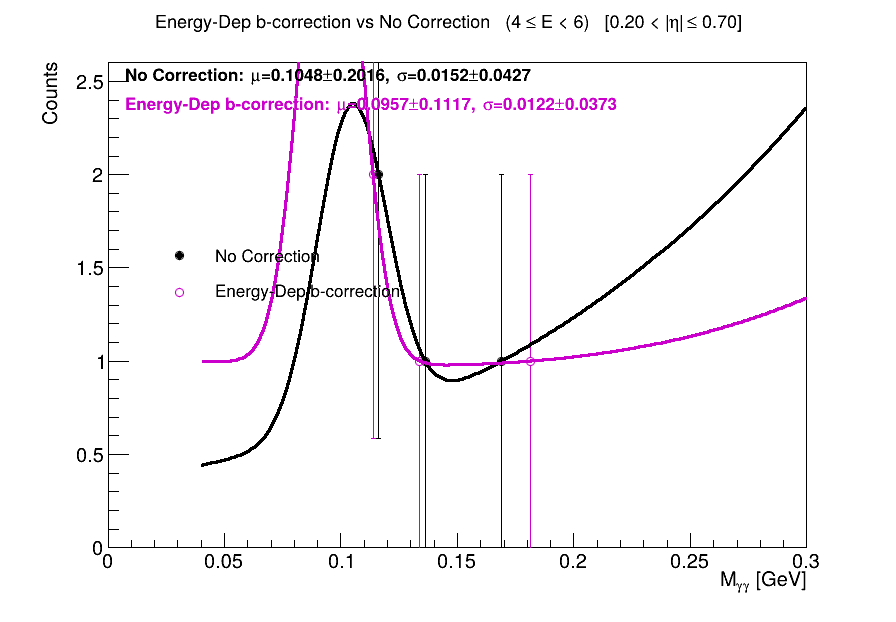 Energy-Dep b-correction vs No Correction (4 ≤ E < 6) [0.20 < |η| ≤ 0.70]
Counts
No Correction: μ=0.1048±0.2016, σ=0.0152±0.0427
Energy-Dep b-correction: μ=0.0957±0.1117, σ=0.0122±0.0373
2.5
2
1.5
1
0.5
0
No Correction
Energy-Dep b-correction
0 0.05 0.1 0.15 0.2 0.25 0.3
M_γγ [GeV]